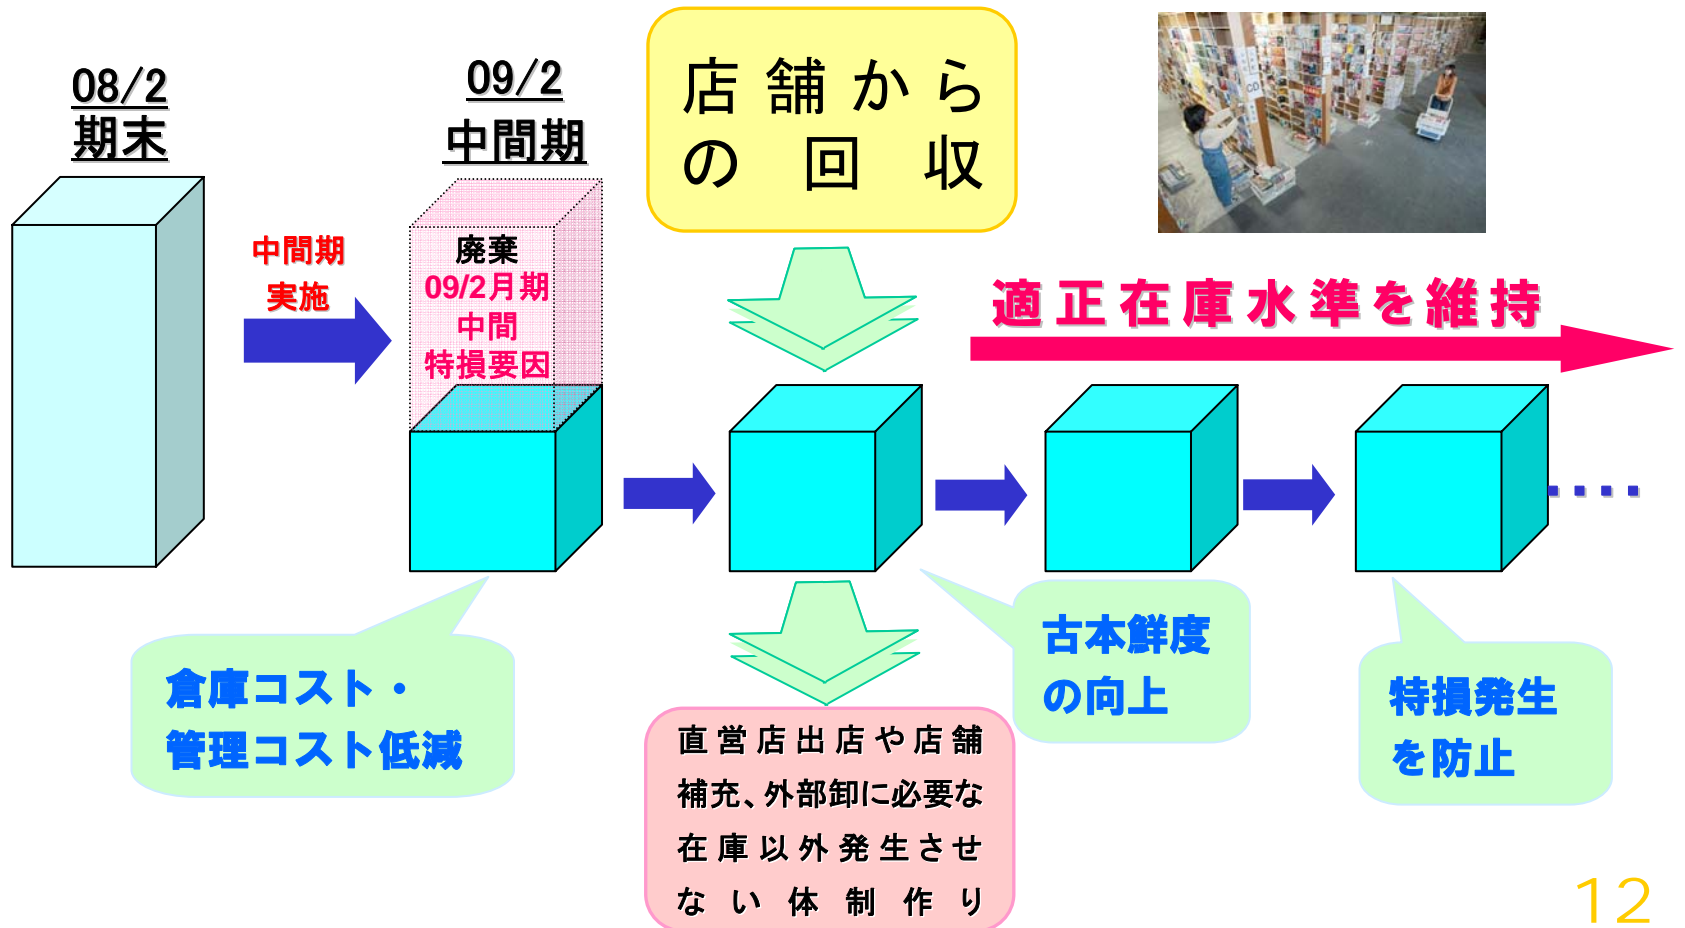 08/2
期末
09/2
中間期
店舗から
の回収
中間期
実施
廃棄
09/2月期
中間
特損要因
CD
適正在庫水準を維持
倉庫コスト・
管理コスト低減
古本鮮度
の向上
特損発生
を防止
直営店出店や店舗
補充、外部卸に必要な
在庫以外発生させ
ない体制作り
12